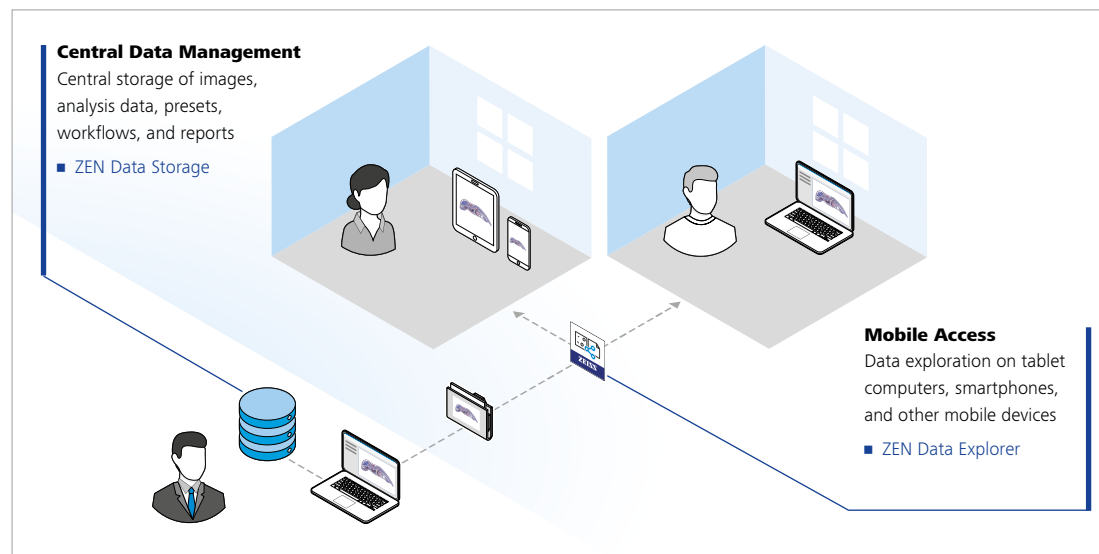 Central Data Management
Central storage of images,
analysis data, presets,
workflows, and reports
■ ZEN Data Storage
ZEISS
Mobile Access
Data exploration on tablet
computers, smartphones,
and other mobile devices
■ ZEN Data Explorer